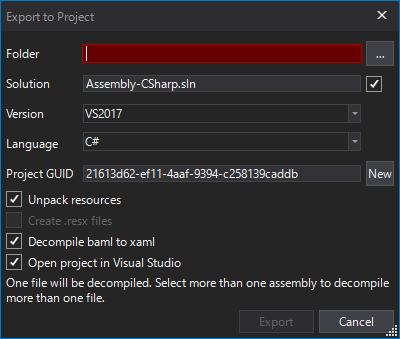 Export to Project
Folder
...
Solution Assembly-CSharp.sln
Version VS2017
Language C#
Project GUID 21613d62-ef11-4aaf-9394-c258139caddb New
Unpack resources
Create .resx files
Decompile baml to xaml
Open project in Visual Studio
One file will be decompiled. Select more than one assembly to decompile
more than one file.
Export Cancel